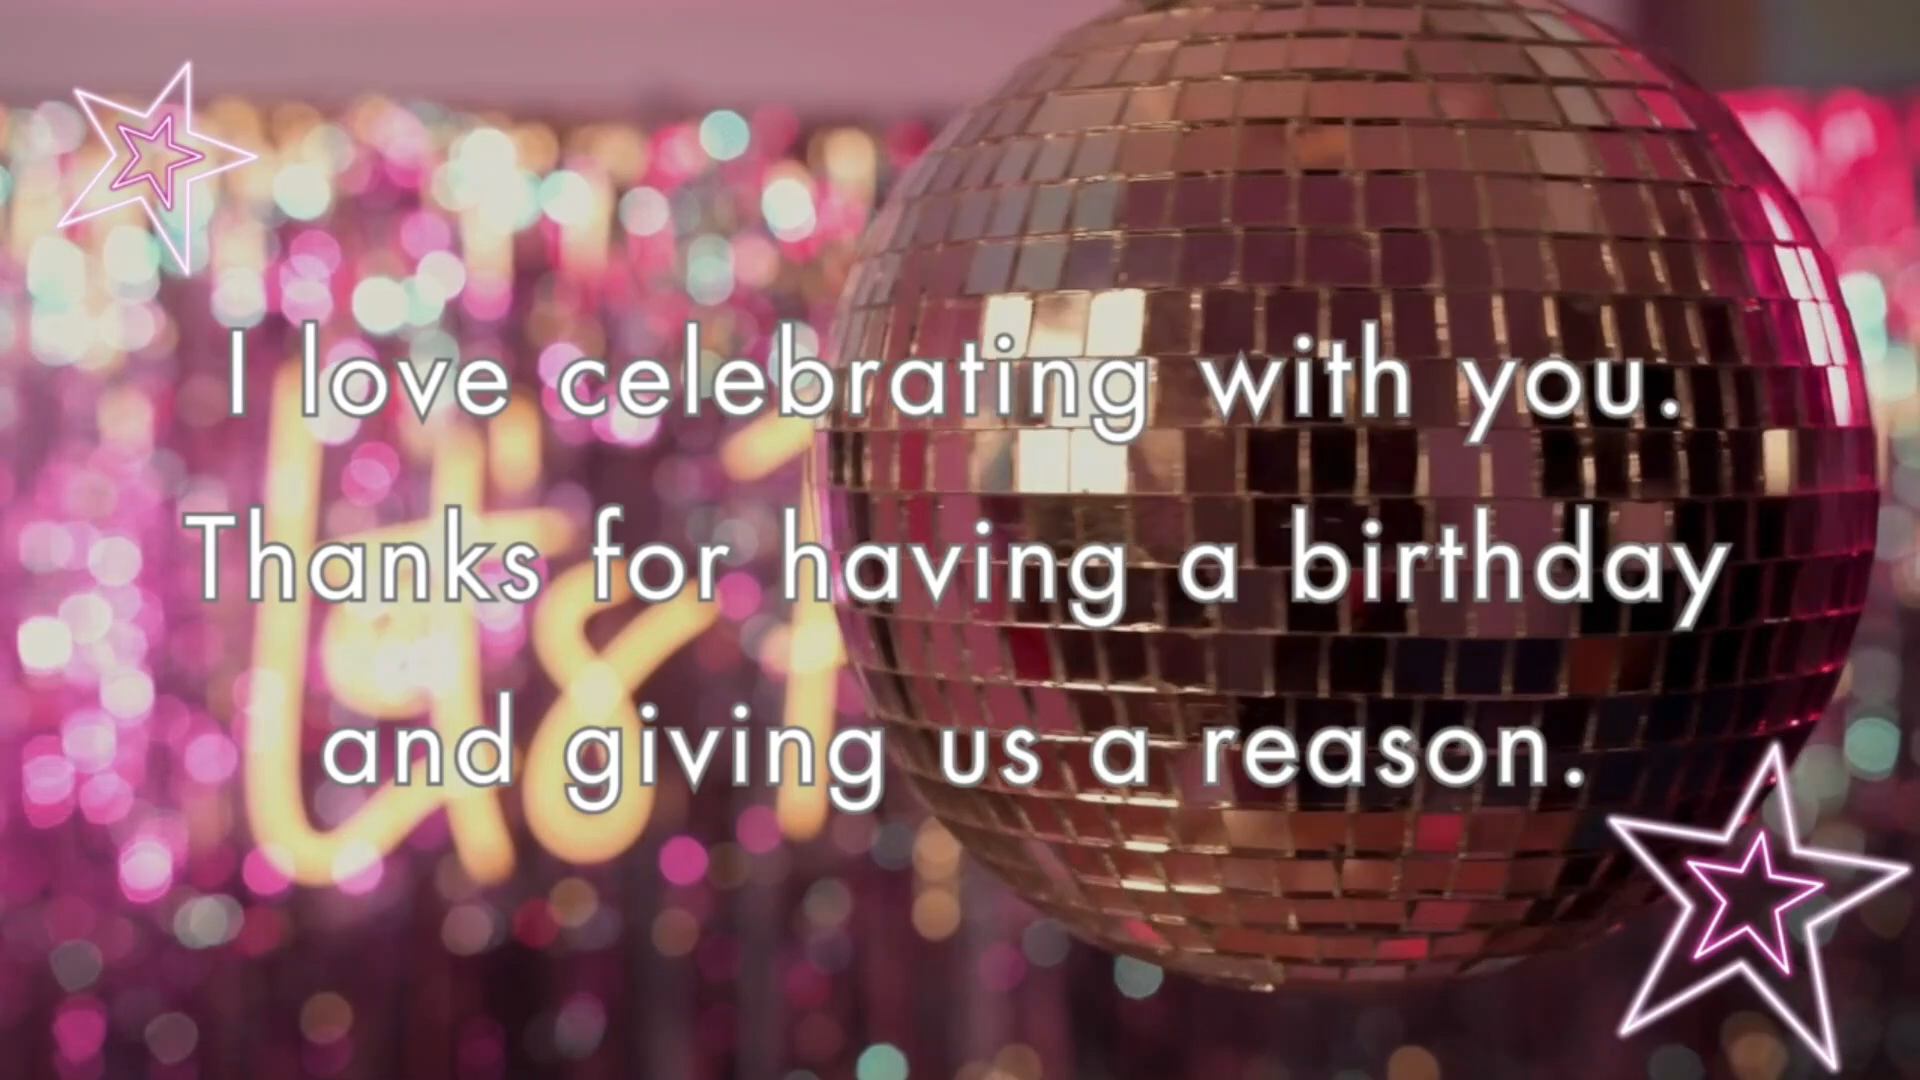 I love celebrating with you.
Thanks for having a birthday
and giving us a reason.